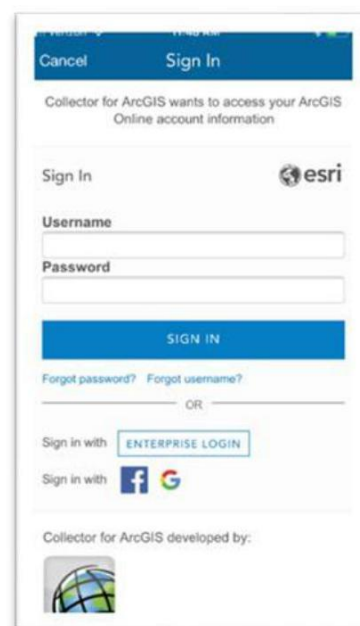 Cancel Sign In
Collector for ArcGIS wants to access your ArcGIS
Online account information
Sign In esri
Username
Password
SIGN IN
Forgot password? Forgot username?
OR
Sign in with ENTERPRISE LOGIN
Sign in with f G
Collector for ArcGIS developed by: